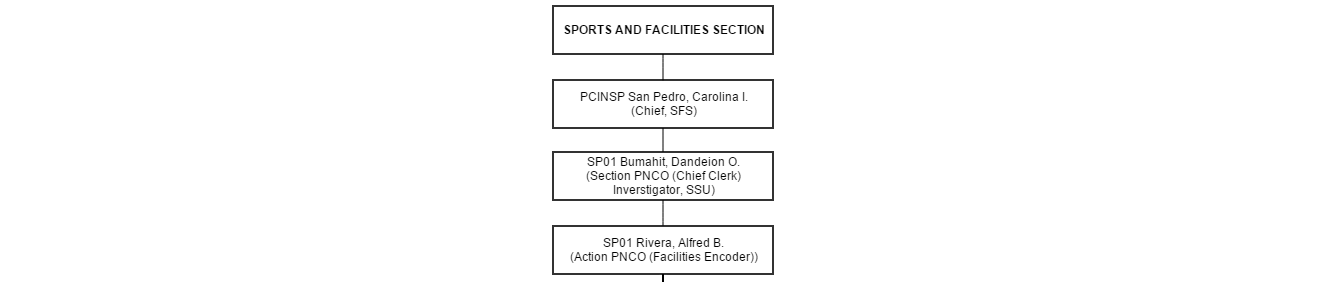 SPORTS AND FACILITIES SECTION
PCINSP San Pedro, Carolina I.
(Chief, SFS)
SP01 Bumahit, Dandeion O.
(Section PNCO (Chief Clerk)
Inverstigator, SSU)
SP01 Rivera, Alfred B.
(Action PNCO (Facilities Encoder))